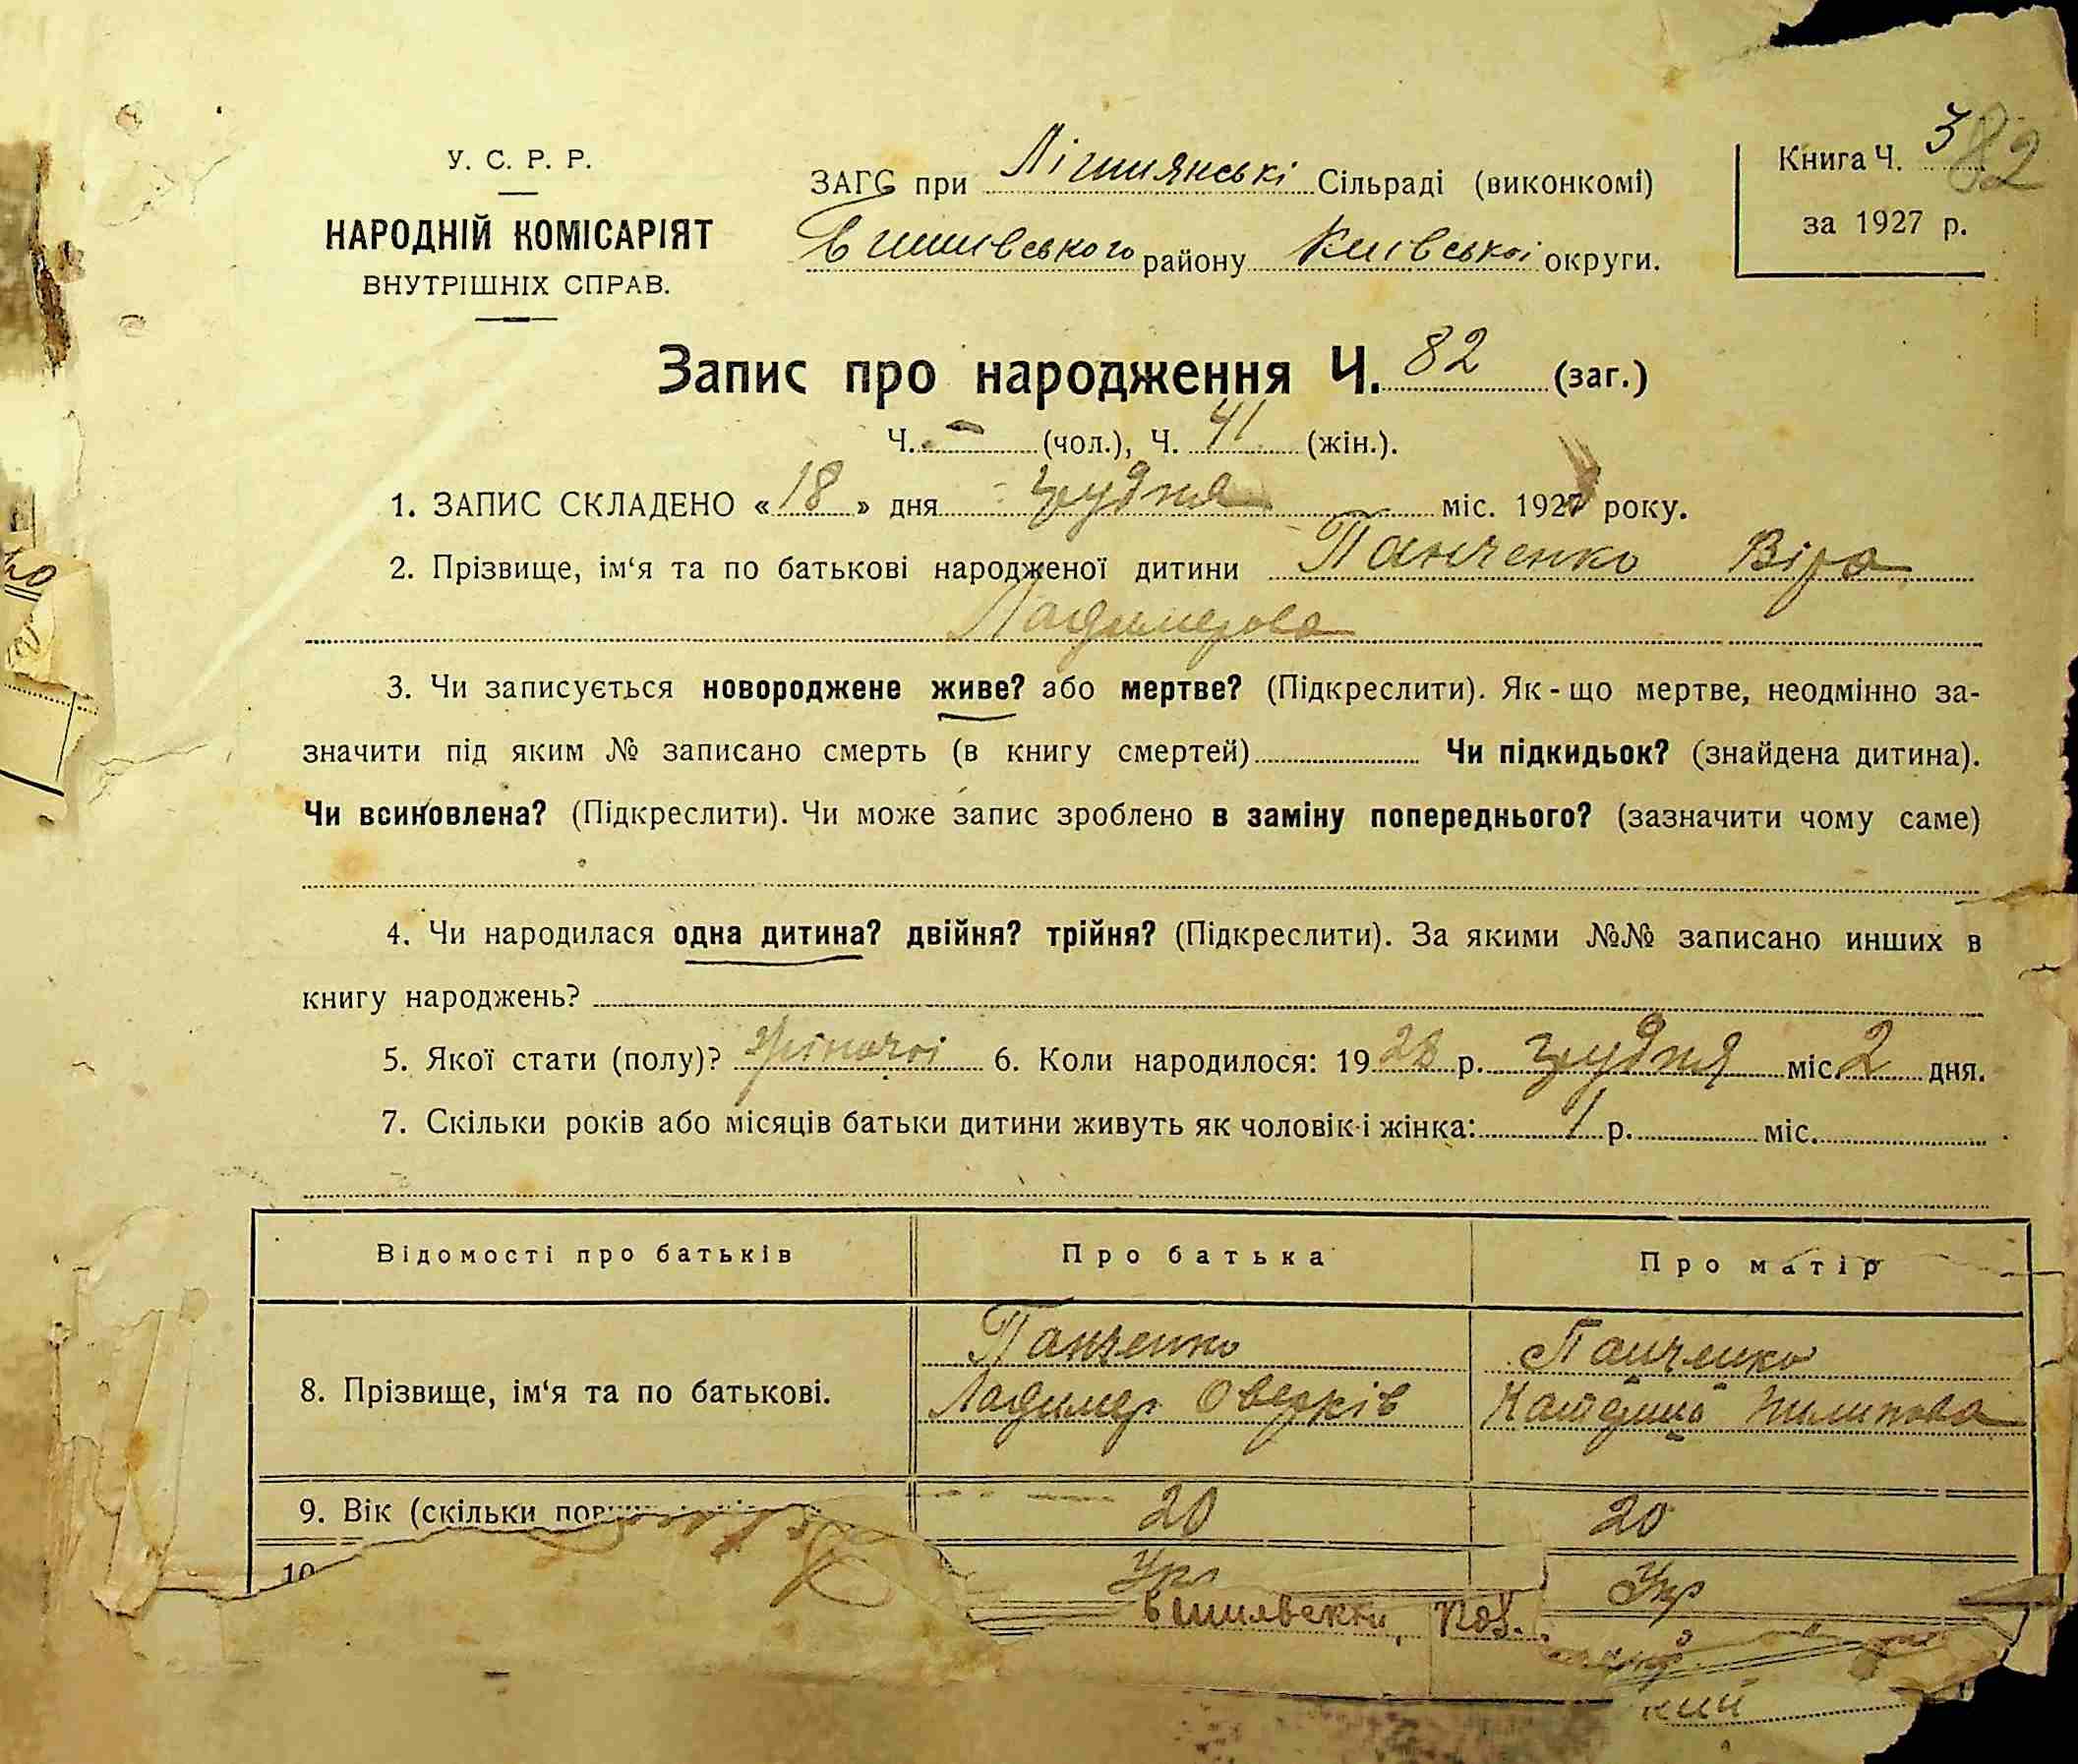 У. С. Р. Р.
НАРОДНІЙ КОМІСАРІЯТ
ВНУТРІШНІХ СПРАВ.
ЗАГС при Сільраді (виконкомі)
району Київської округи.
Книга Ч. 3 82
за 1927 р.
Запис про народження Ч. 82 (заг.)
Ч. – (чол.), Ч. 41 (жін.).
1. ЗАПИС СКЛАДЕНО «18» дня грудня міс. 192 року.
2. Прізвище, ім'я та по батькові народженої дитини Панченко Віра
Ладимерова
3. Чи записується новороджене живе? або мертве? (Підкреслити). Як-що мертве, неодмінно за-
значити під яким № записано смерть (в книгу смертей) Чи підкидьок? (знайдена дитина).
Чи всиновлена? (Підкреслити). Чи може запис зроблено в заміну попереднього? (зазначити чому саме)
4. Чи народилася одна дитина? двійня? трійня? (Підкреслити). За якими №№ записано инших в
книгу народжень?
5. Якої стати (полу)? жіночої 6. Коли народилося: 1928 р. грудня міс. 2 дня.
7. Скільки років або місяців батьки дитини живуть як чоловік і жінка: 1 р. міс.
Відомості про батьків Про батька Про матір
Панченко Панченко
8. Прізвище, ім'я та по батькові. Ладимер Оверків Катерина Пилипова
9. Вік (скільки 20 20
10 Укр Укр
кий